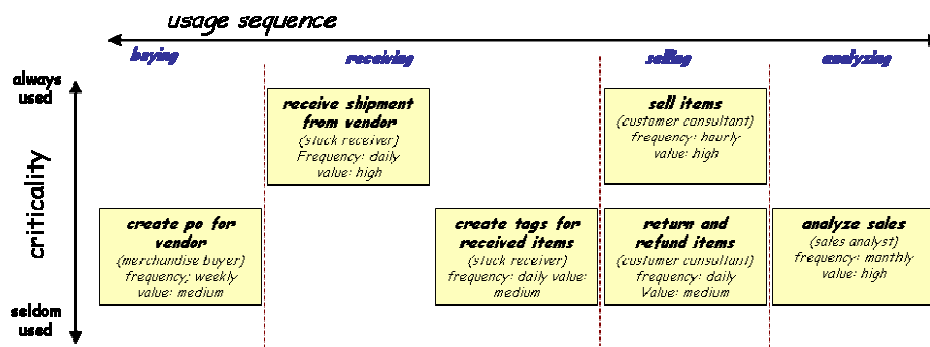 usage sequence
buying
receiving
selling
analyzing
always
used
criticality
seldom
used
receive shipment
from vendor
(stock receiver)
Frequency: daily
value: high
sell items
(customer consultant)
frequency: hourly
value: high
create po for
vendor
(merchandise buyer)
frequency; weekly
value: medium
create tags for
received items
(stock receiver)
frequency: daily value:
medium
return and
refund items
(customer consultant)
frequency: daily
Value: medium
analyze sales
(sales analyst)
frequency: monthly
value: high